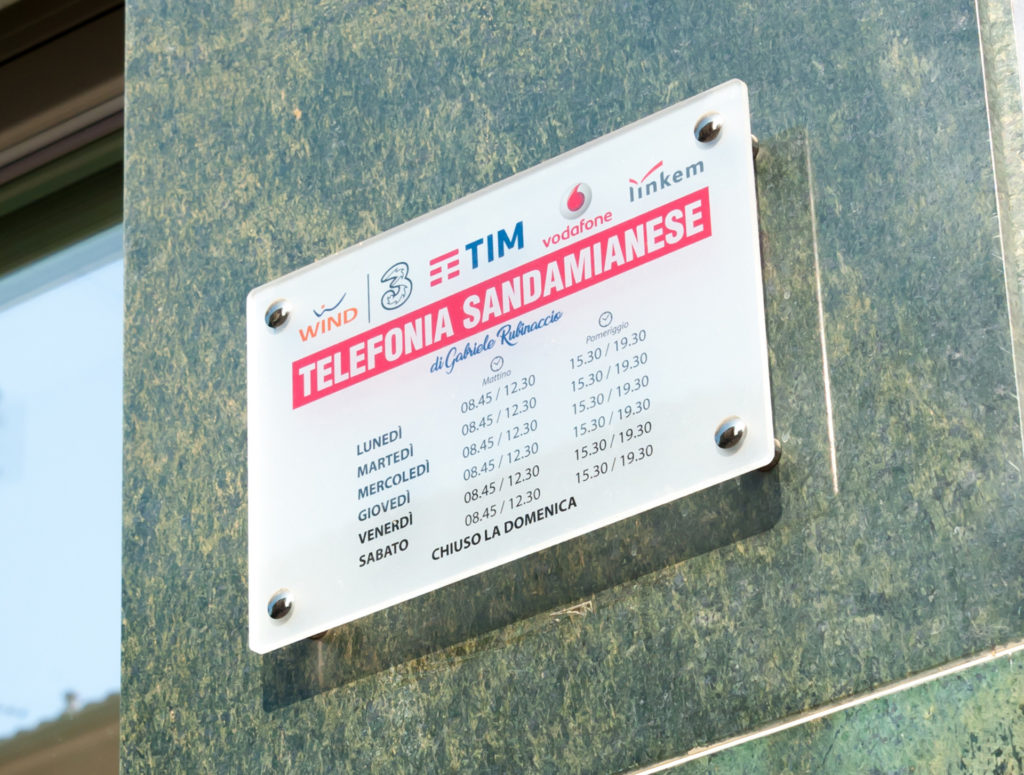 WIND 3 TIM vodafone linkem
TELEFONIA SANDAMIANESE
di Gabriele Rubinaccio
Mattino Pomeriggio
LUNEDÌ 08.45 / 12.30 15.30 / 19.30
MARTEDÌ 08.45 / 12.30 15.30 / 19.30
MERCOLEDÌ 08.45 / 12.30 15.30 / 19.30
GIOVEDÌ 08.45 / 12.30 15.30 / 19.30
VENERDÌ 08.45 / 12.30 15.30 / 19.30
SABATO 08.45 / 12.30 15.30 / 19.30
CHIUSO LA DOMENICA